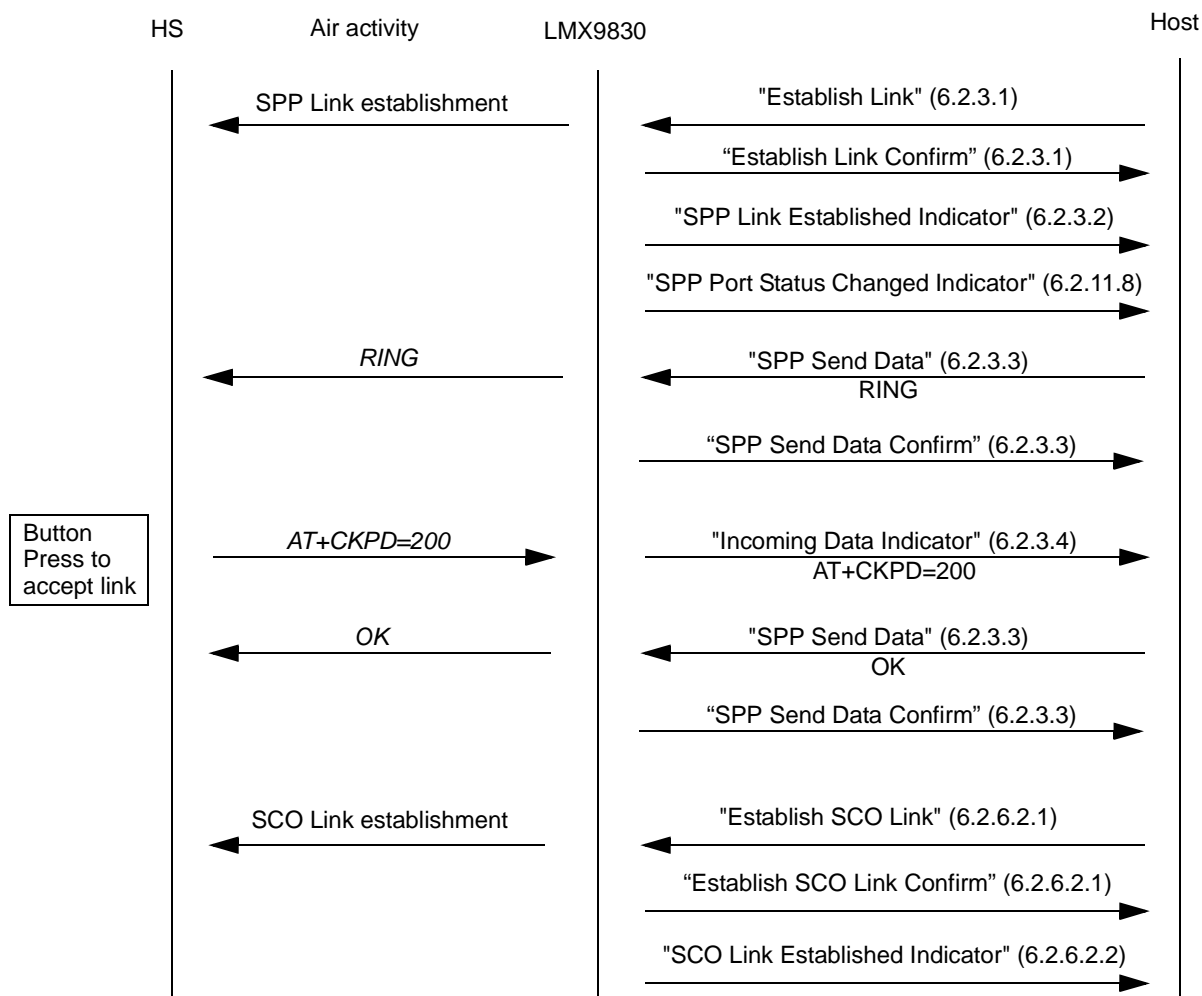 HS Air activity LMX9830 Host
SPP Link establishment "Establish Link" (6.2.3.1)
“Establish Link Confirm” (6.2.3.1)
"SPP Link Established Indicator" (6.2.3.2)
"SPP Port Status Changed Indicator" (6.2.11.8)
RING "SPP Send Data" (6.2.3.3)
RING
“SPP Send Data Confirm” (6.2.3.3)
Button
Press to
accept link
AT+CKPD=200 "Incoming Data Indicator" (6.2.3.4)
AT+CKPD=200
OK "SPP Send Data" (6.2.3.3)
OK
“SPP Send Data Confirm” (6.2.3.3)
SCO Link establishment "Establish SCO Link" (6.2.6.2.1)
“Establish SCO Link Confirm” (6.2.6.2.1)
"SCO Link Established Indicator" (6.2.6.2.2)